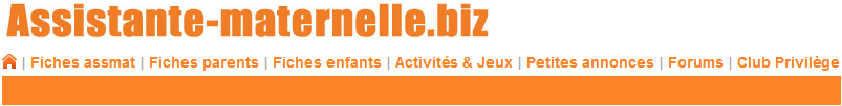 Assistante-maternelle.biz
| Fiches assmat | Fiches parents | Fiches enfants | Activités & Jeux | Petites annonces | Forums | Club Privilège